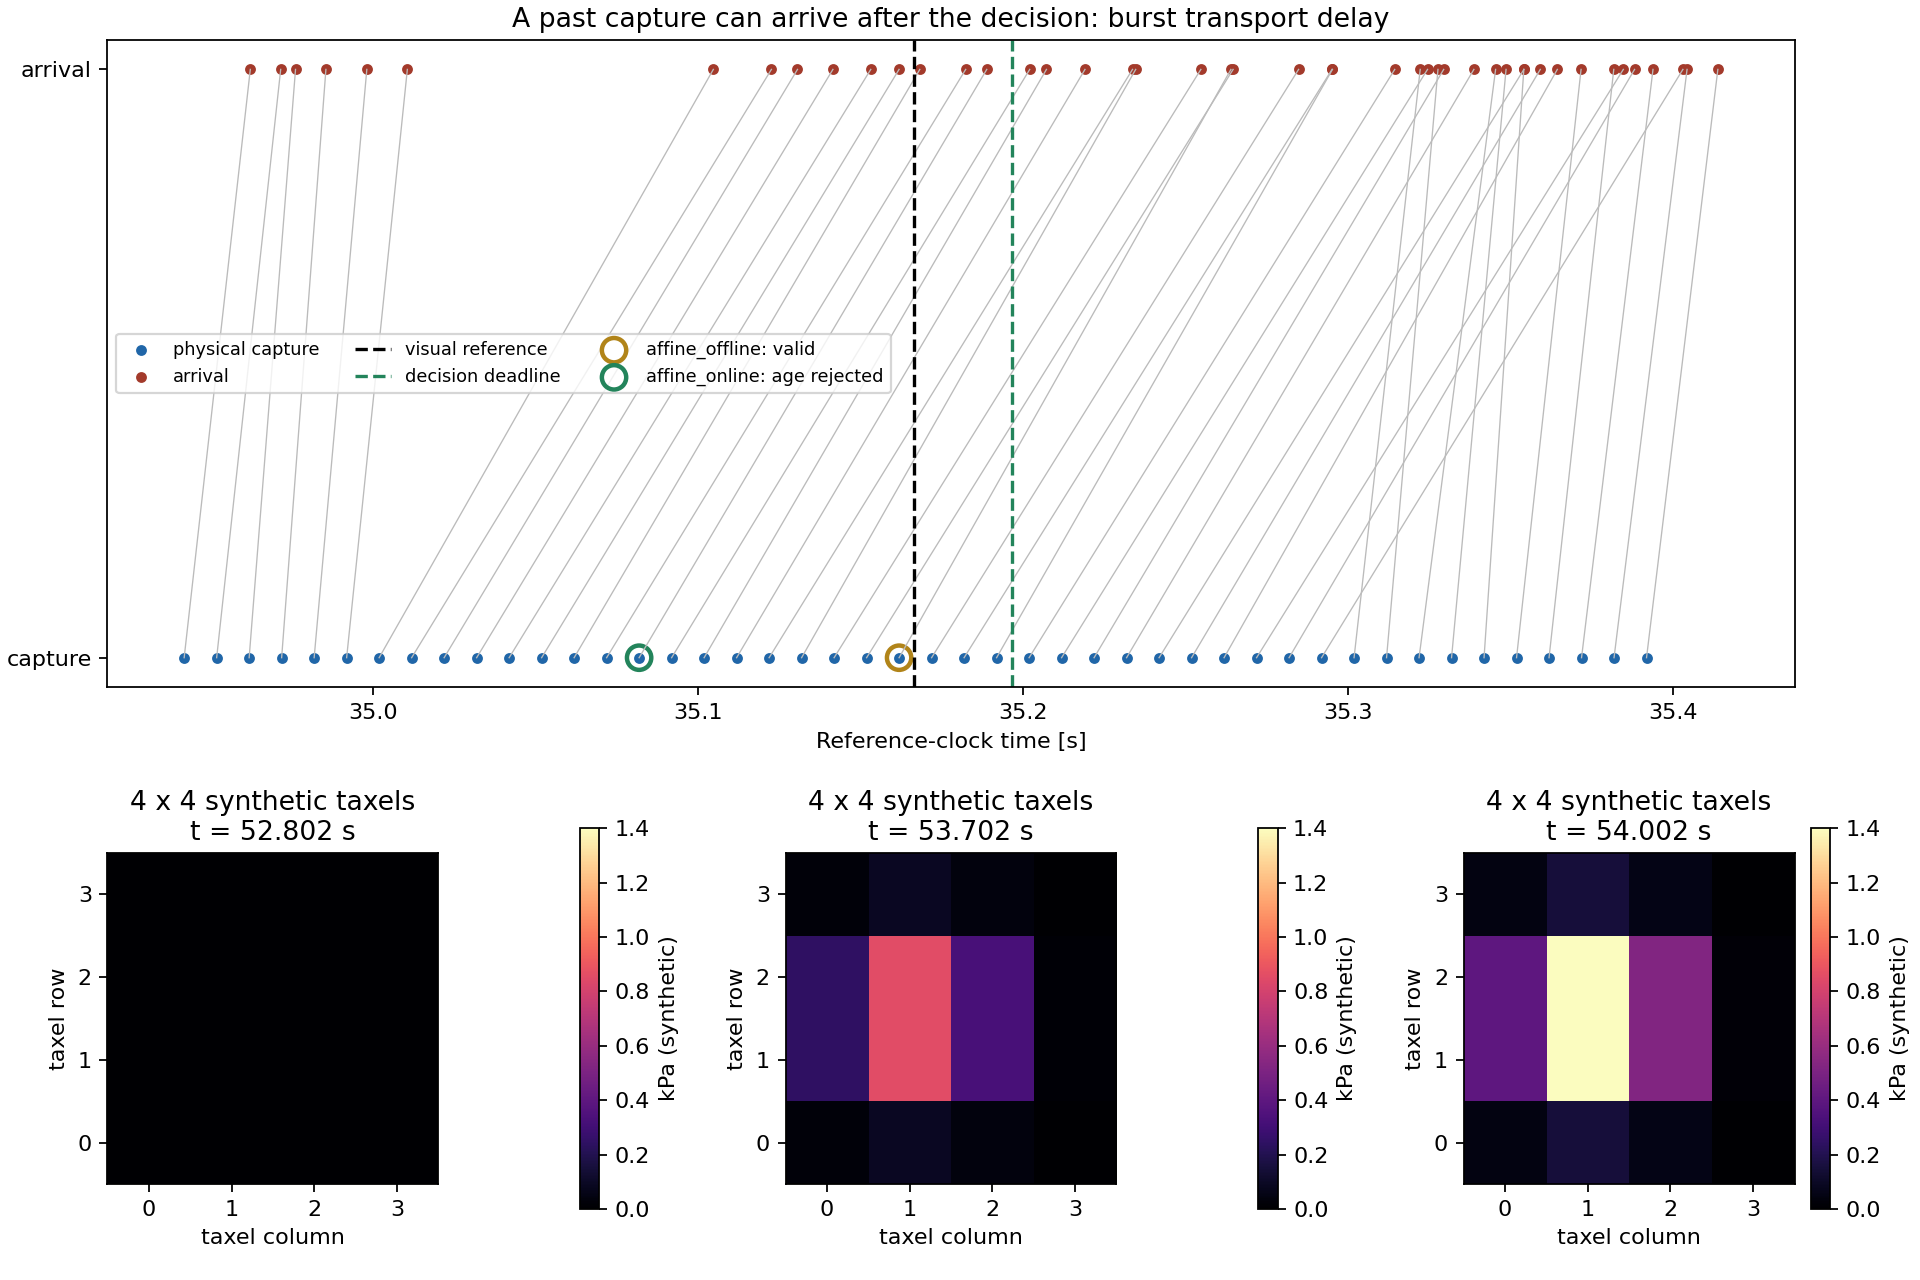 A past capture can arrive after the decision: burst transport delay
arrival
physical capture
arrival
visual reference
decision deadline
affine_offline: valid
affine_online: age rejected
capture
35.0
35.1
35.2
35.3
35.4
Reference-clock time [s]
4 x 4 synthetic taxels
t = 52.802 s
3
2
1
0
taxel row
0
1
2
3
taxel column
1.4
1.2
1.0
0.8
0.6
0.4
0.2
0.0
kPa (synthetic)
4 x 4 synthetic taxels
t = 53.702 s
3
2
1
0
taxel row
0
1
2
3
taxel column
1.4
1.2
1.0
0.8
0.6
0.4
0.2
0.0
kPa (synthetic)
4 x 4 synthetic taxels
t = 54.002 s
3
2
1
0
taxel row
0
1
2
3
taxel column
1.4
1.2
1.0
0.8
0.6
0.4
0.2
0.0
kPa (synthetic)